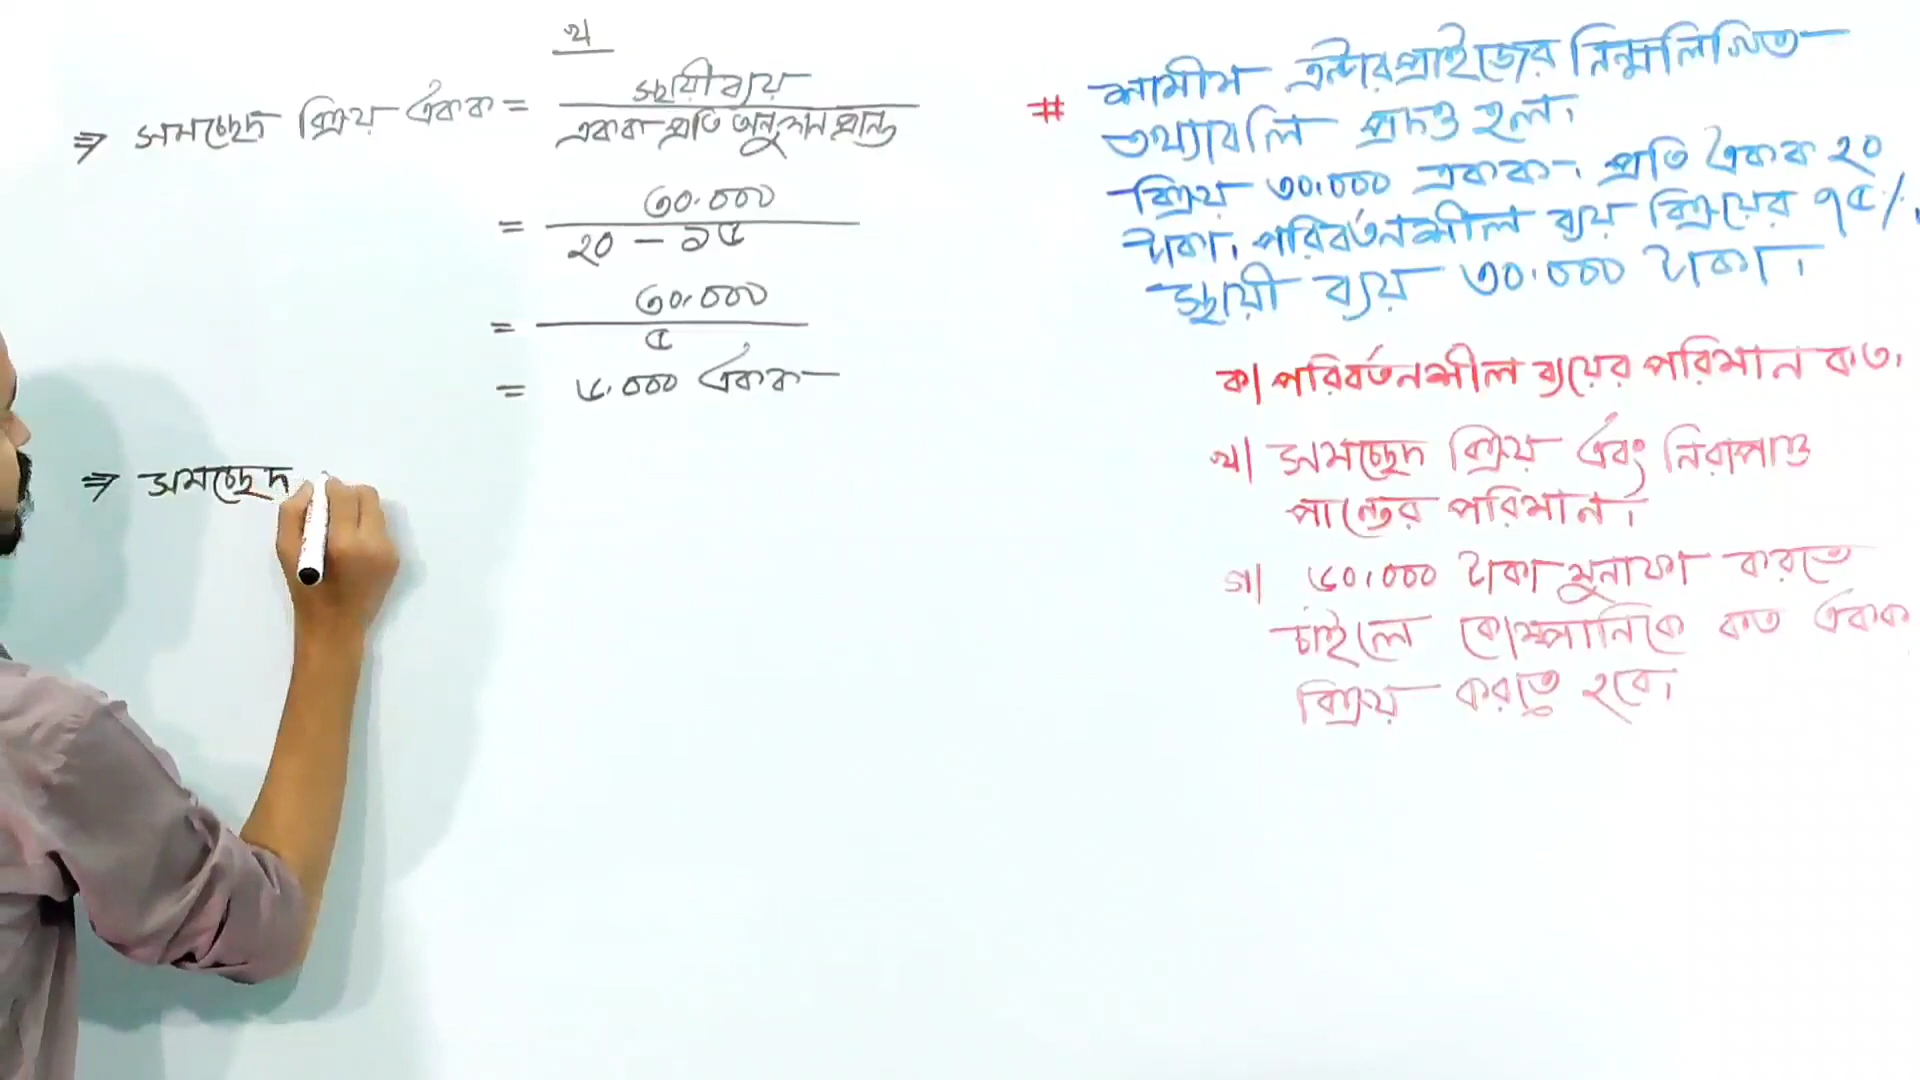 খ
⇒ সমচ্ছেদ বিক্রয় একক = স্থায়ী ব্যয় / একক প্রতি অনুদান প্রান্ত
= ৩০,০০০ / ২০ - ১৫
= ৩০,০০০ / ৫
= ৬,০০০ একক
⇒ সমচ্ছেদ
# শামীম এন্টারপ্রাইজের নিন্মলিখিত
তথ্যাবলি প্রদত্ত হল।
বিক্রয় ৩০,০০০ একক। প্রতি একক ২০
টাকা। পরিবর্তনশীল ব্যয় বিক্রয়ের ৭৫%।
স্থায়ী ব্যয় ৩০,০০০ টাকা।
ক| পরিবর্তনশীল ব্যয়ের পরিমান কত।
খ| সমচ্ছেদ বিক্রয় এবং নিরাপত্তা
প্রান্তের পরিমান।
গ| ৬০,০০০ টাকা মুনাফা করতে
চাইলে কোম্পানিকে কত একক
বিক্রয় করতে হবে।